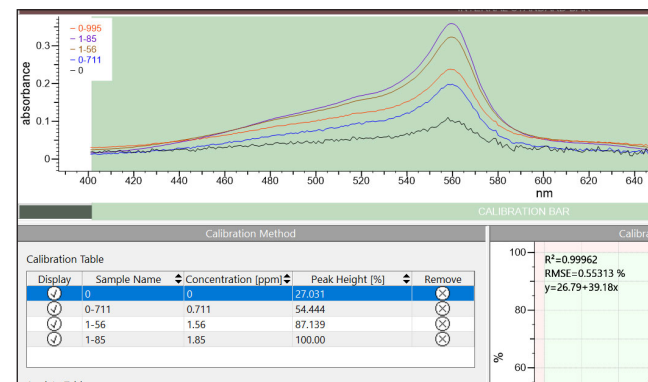 0-995
1-85
1-56
0-711
0
absorbance
0.3
0.2
0.1
0
400 420 440 460 480 500 520 540 560 580 600 620 640
nm
CALIBRATION BAR
Calibration Method
Calibration Table
Display Sample Name Concentration [ppm] Peak Height [%] Remove
0 0 27.031
0-711 0.711 54.444
1-56 1.56 87.139
1-85 1.85 100.00
Calibra
100
80
60
%
R²=0.99962
RMSE=0.55313 %
y=26.79+39.18x